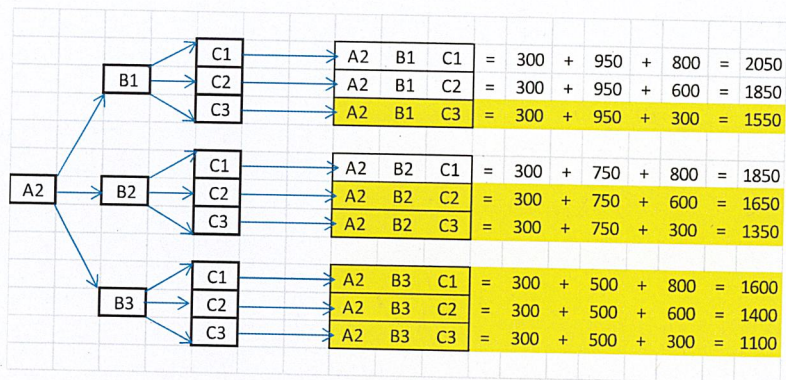 C1 A2 B1 C1 = 300 + 950 + 800 = 2050
B1 C2 A2 B1 C2 = 300 + 950 + 600 = 1850
C3 A2 B1 C3 = 300 + 950 + 300 = 1550
C1 A2 B2 C1 = 300 + 750 + 800 = 1850
A2 B2 C2 A2 B2 C2 = 300 + 750 + 600 = 1650
C3 A2 B2 C3 = 300 + 750 + 300 = 1350
C1 A2 B3 C1 = 300 + 500 + 800 = 1600
B3 C2 A2 B3 C2 = 300 + 500 + 600 = 1400
C3 A2 B3 C3 = 300 + 500 + 300 = 1100